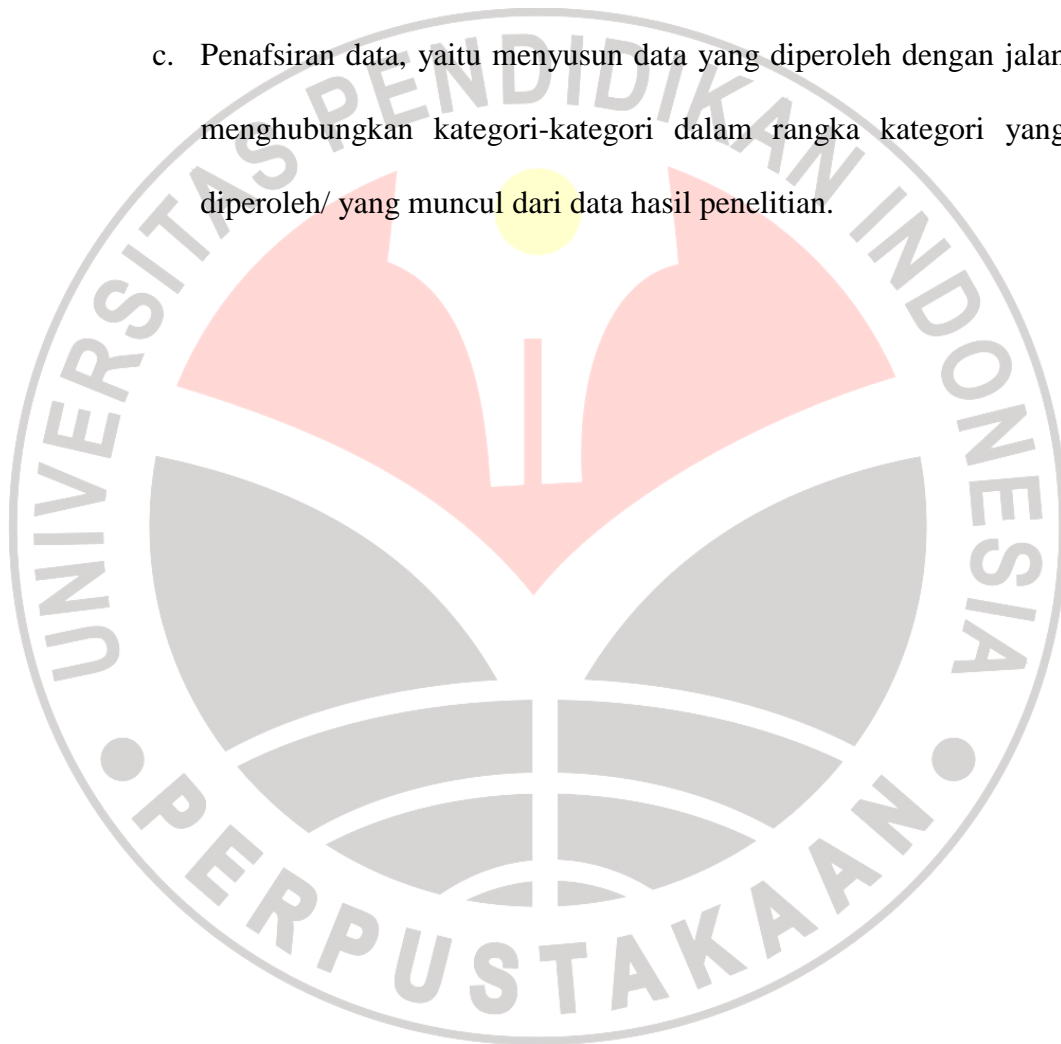 c. Penafsiran data, yaitu menyusun data yang diperoleh dengan jalan
menghubungkan kategori-kategori dalam rangka kategori yang
diperoleh/ yang muncul dari data hasil penelitian.
UNIVERSITAS PENDIDIKAN INDONESIA
PERPUSTAKAAN